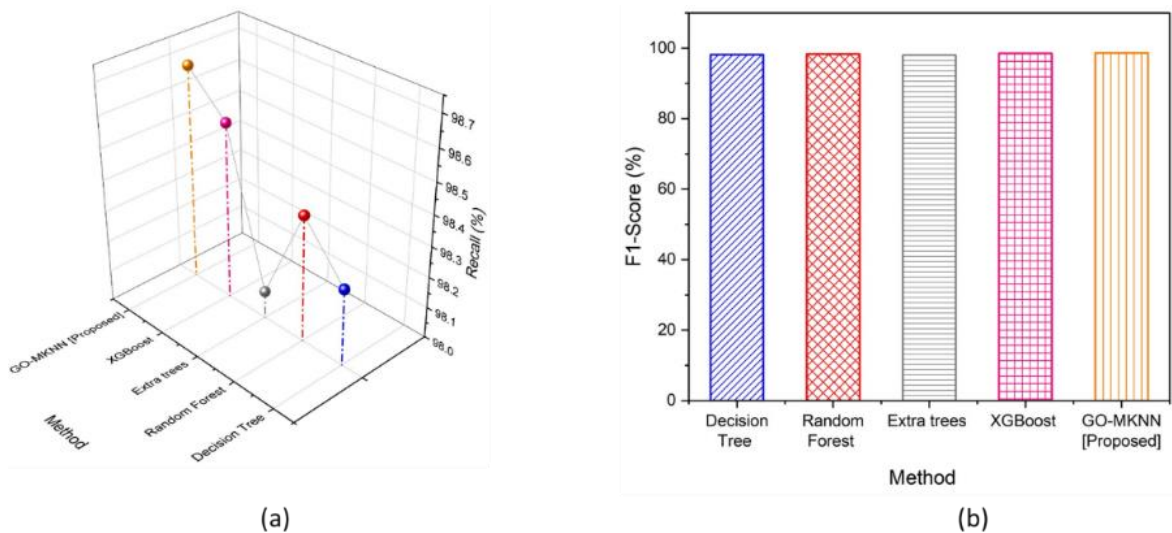 98.7
98.6
98.5
98.4
98.3
98.2
98.1
98.0
Recall (%)
GO-MKNN [Proposed]
XGBoost
Extra trees
Random Forest
Decision Tree
Method
(a)
100
80
60
40
20
0
F1-Score (%)
Decision Tree
Random Forest
Extra trees
XGBoost
GO-MKNN [Proposed]
Method
(b)